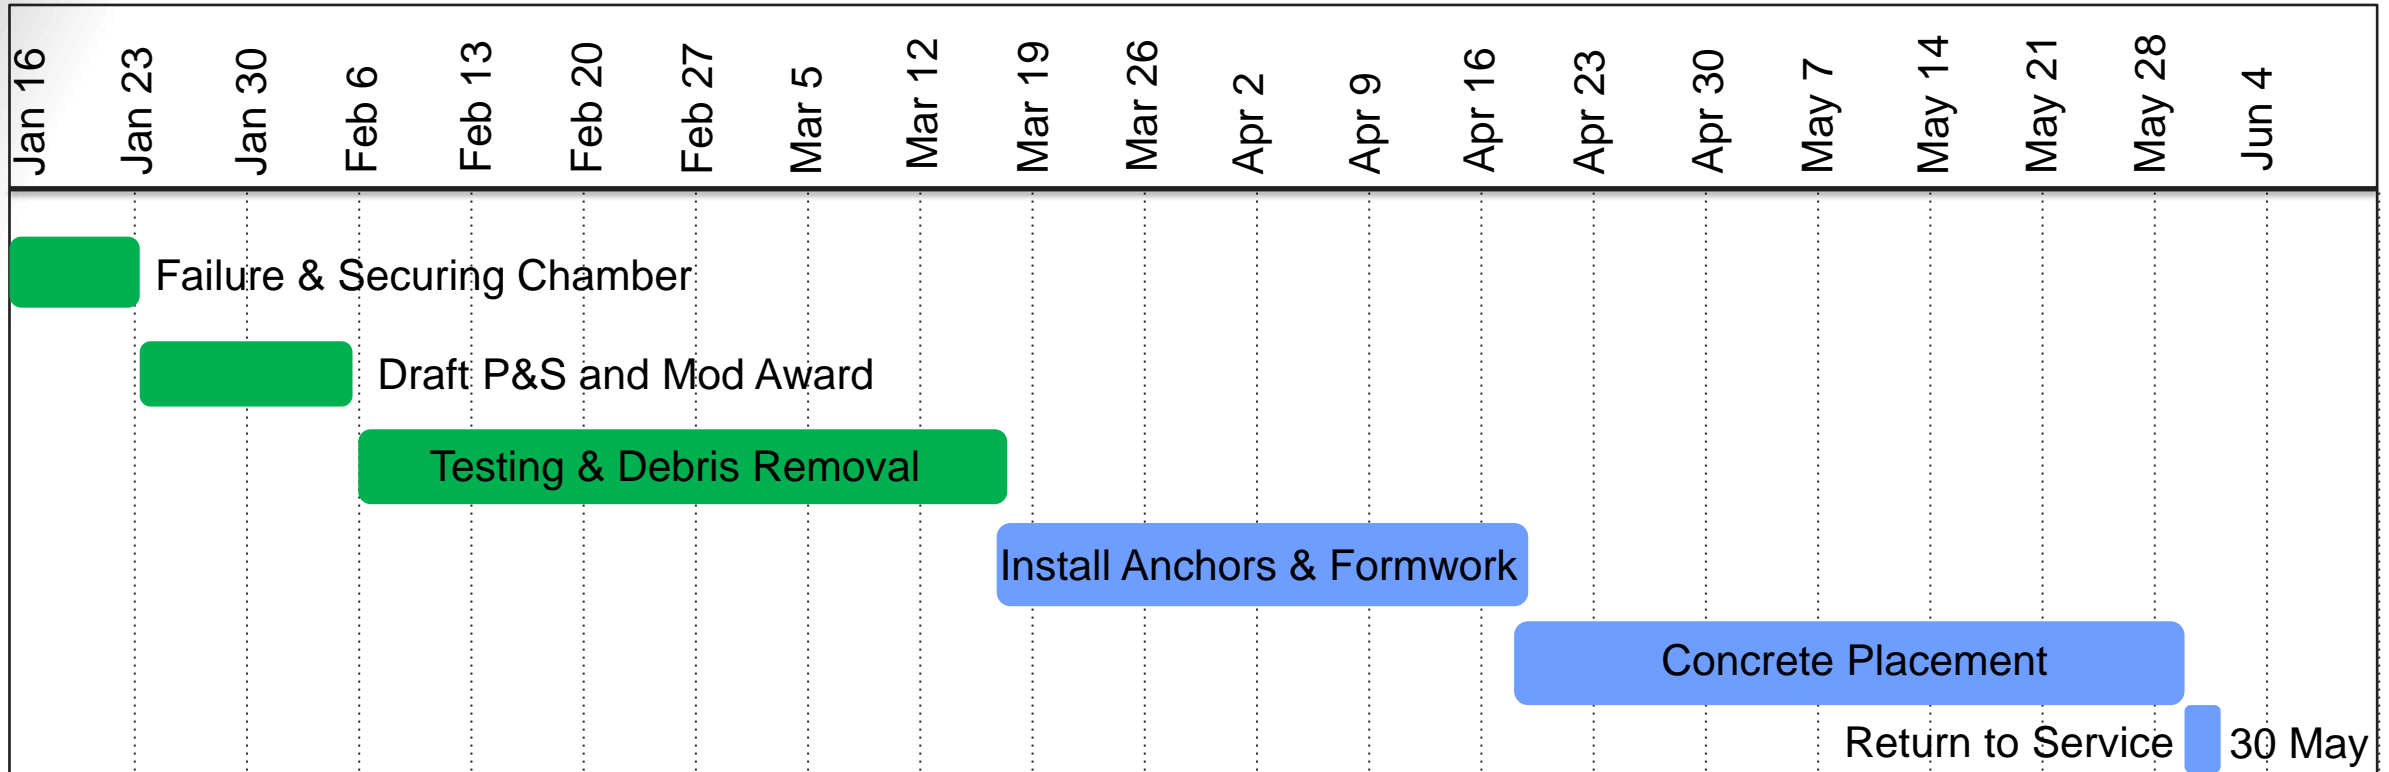 Jan 16
Jan 23
Jan 30
Feb 6
Feb 13
Feb 20
Feb 27
Mar 5
Mar 12
Mar 19
Mar 26
Apr 2
Apr 9
Apr 16
Apr 23
Apr 30
May 7
May 14
May 21
May 28
Jun 4
Failure & Securing Chamber
Draft P&S and Mod Award
Testing & Debris Removal
Install Anchors & Formwork
Concrete Placement
Return to Service
30 May